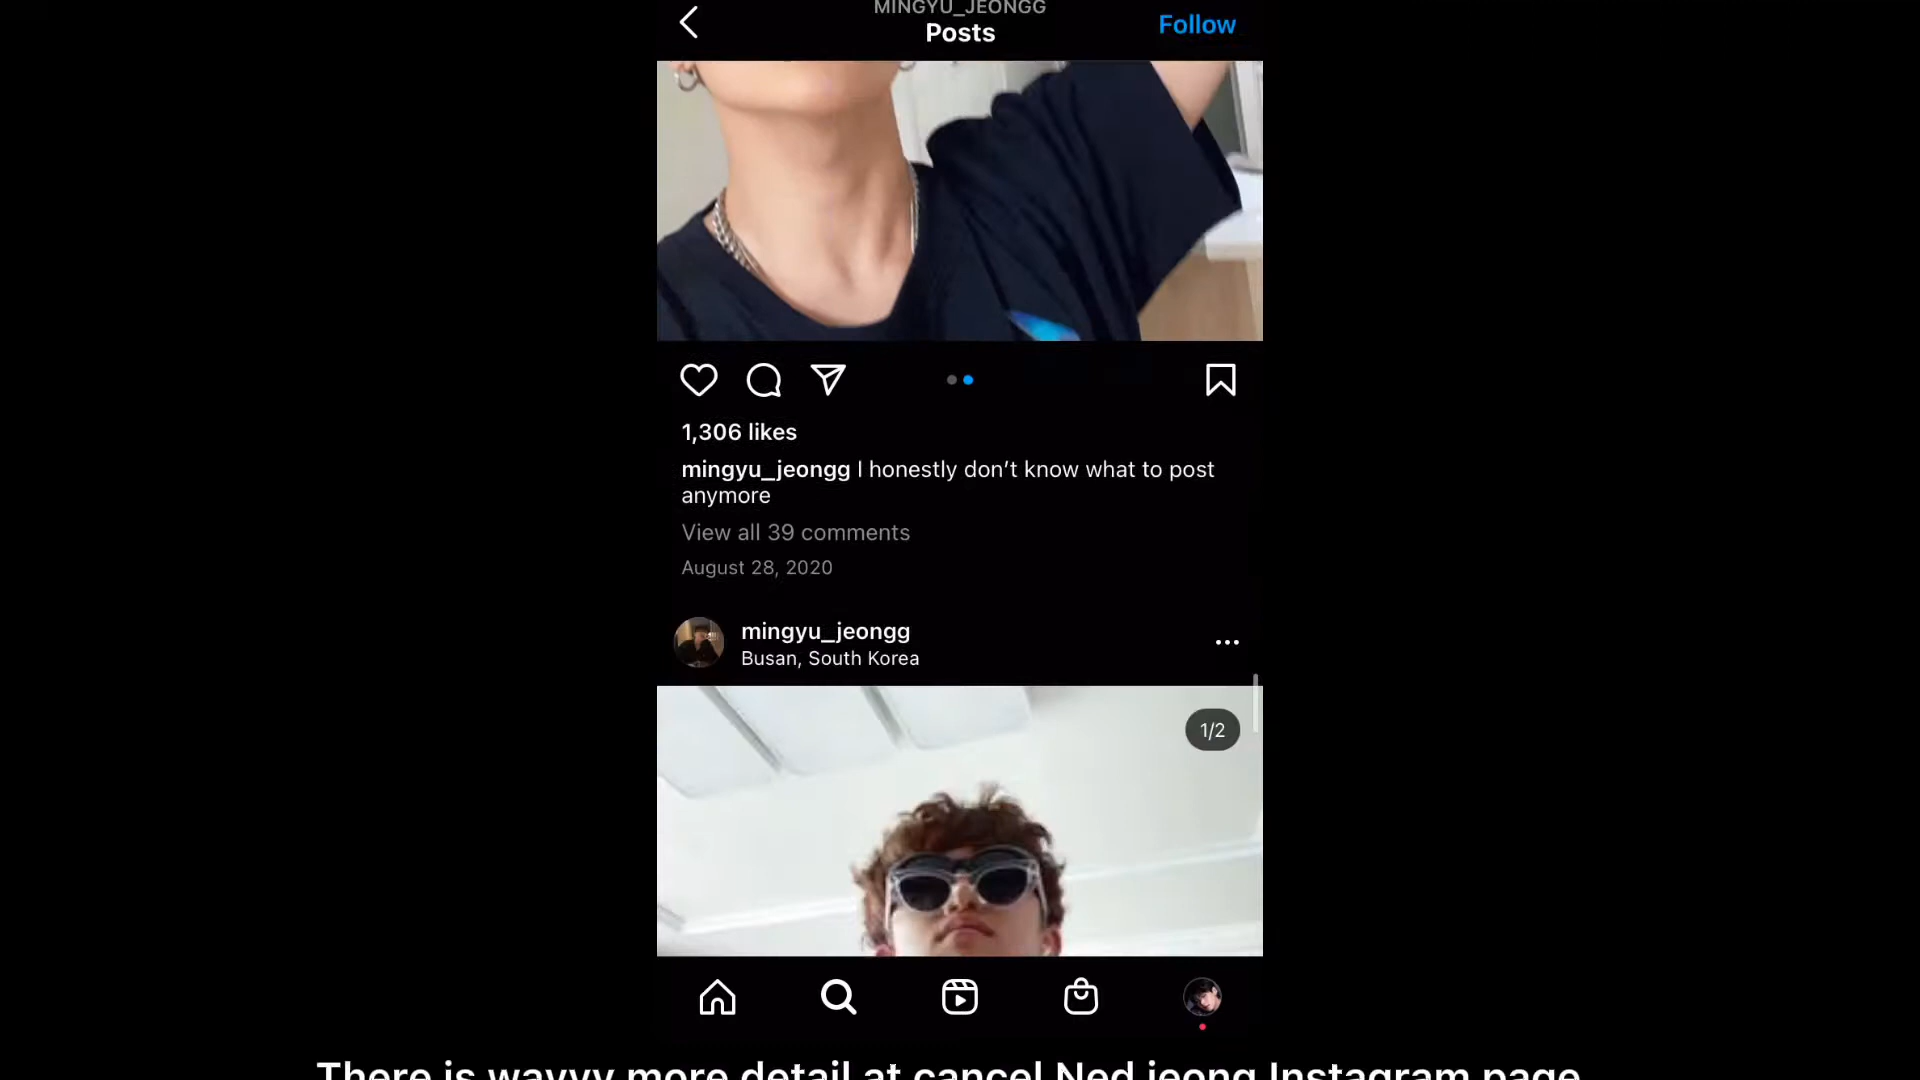 MINGYU_JEONGG
Posts
Follow
1,306 likes
mingyu_jeongg I honestly don’t know what to post
anymore
View all 39 comments
August 28, 2020
mingyu_jeongg
Busan, South Korea
1/2
There is wayyy more detail at cancel Ned jeong Instagram page